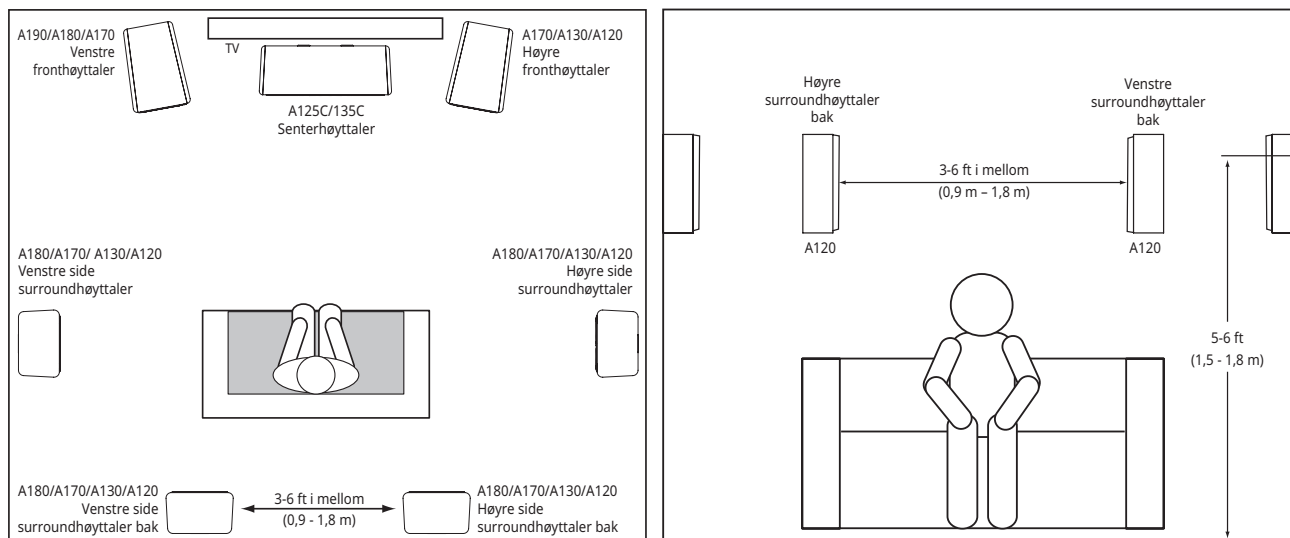 A190/A180/A170
Venstre
fronthøyttaler
TV
A170/A130/A120
Høyre
fronthøyttaler
A125C/135C
Senterhøyttaler
A180/A170/ A130/A120
Venstre side
surroundhøyttaler
A180/A170/A130/A120
Høyre side
surroundhøyttaler
A180/A170/A130/A120
Venstre side
surroundhøyttaler bak
3-6 ft i mellom
(0,9 - 1,8 m)
A180/A170/A130/A120
Høyre side
surroundhøyttaler bak
Høyre
surroundhøyttaler
bak
Venstre
surroundhøyttaler
bak
3-6 ft i mellom
(0,9 m – 1,8 m)
A120
A120
5-6 ft
(1,5 - 1,8 m)